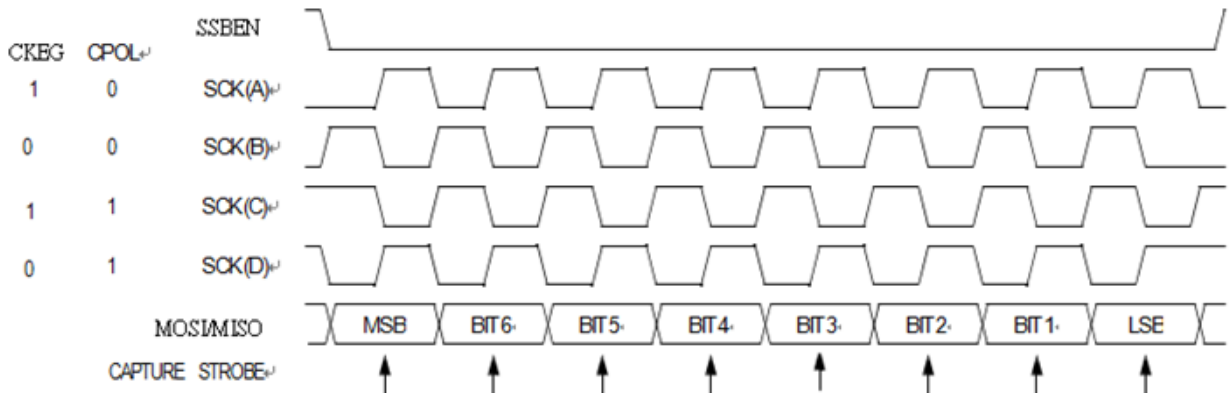 SSBEN
CKEG CPOL↵
1 0 SCK(A)↵
0 0 SCK(B)↵
1 1 SCK(C)↵
0 1 SCK(D)↵
MOSI/MISO MSB BIT6 BIT5 BIT4 BIT3 BIT2 BIT1 LSB
CAPTURE STROBE↵